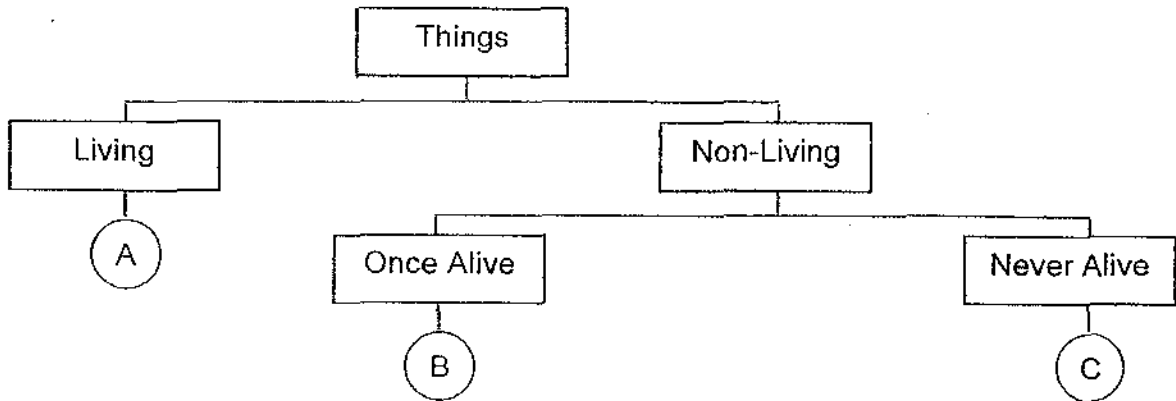 Things
Living
Non-Living
A
Once Alive
Never Alive
B
C